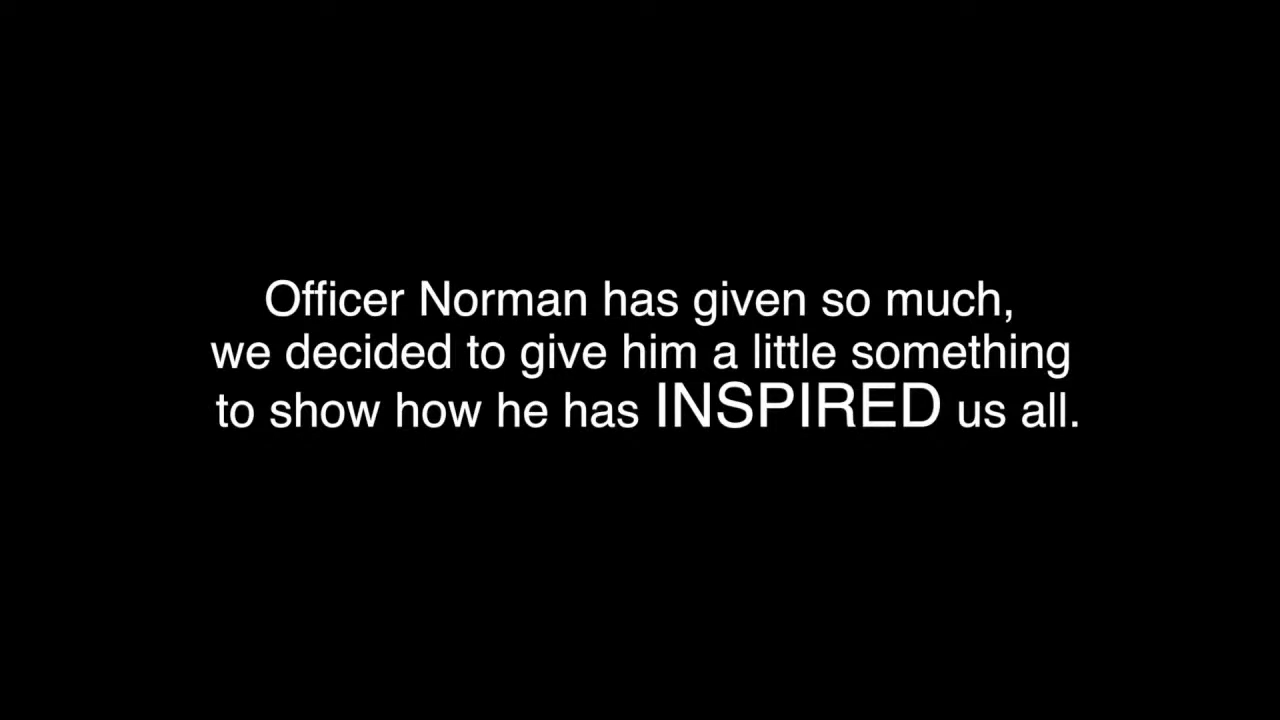 Officer Norman has given so much,
we decided to give him a little something
to show how he has INSPIRED us all.